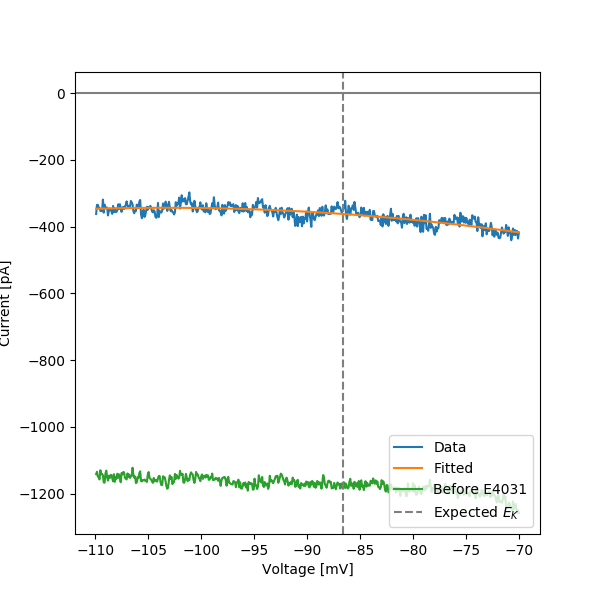 0
−200
−400
−600
−800
−1000
−1200
Current [pA]
−110
−105
−100
−95
−90
−85
−80
−75
−70
Voltage [mV]
Data
Fitted
Before E4031
Expected E_K